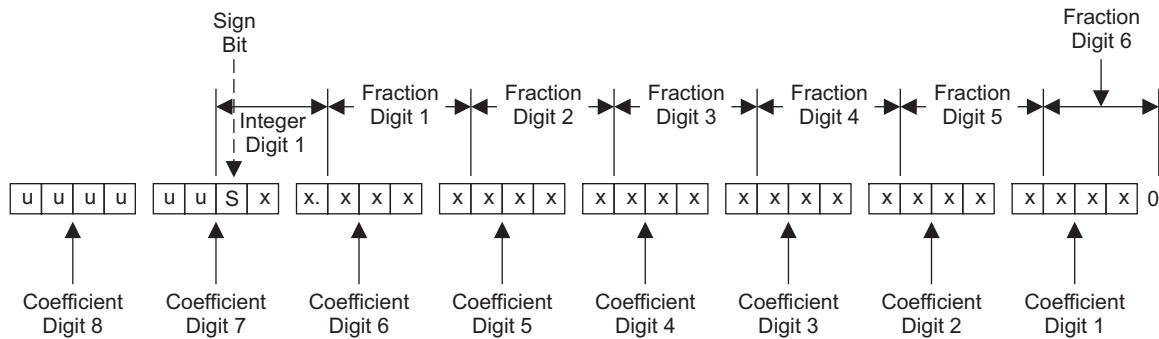 Sign
Bit
Fraction
Digit 6
Integer
Digit 1
Fraction
Digit 1
Fraction
Digit 2
Fraction
Digit 3
Fraction
Digit 4
Fraction
Digit 5
u u u u u u S x x. x x x x x x x x x x x x x x x x x x x x x x x 0
Coefficient
Digit 8
Coefficient
Digit 7
Coefficient
Digit 6
Coefficient
Digit 5
Coefficient
Digit 4
Coefficient
Digit 3
Coefficient
Digit 2
Coefficient
Digit 1